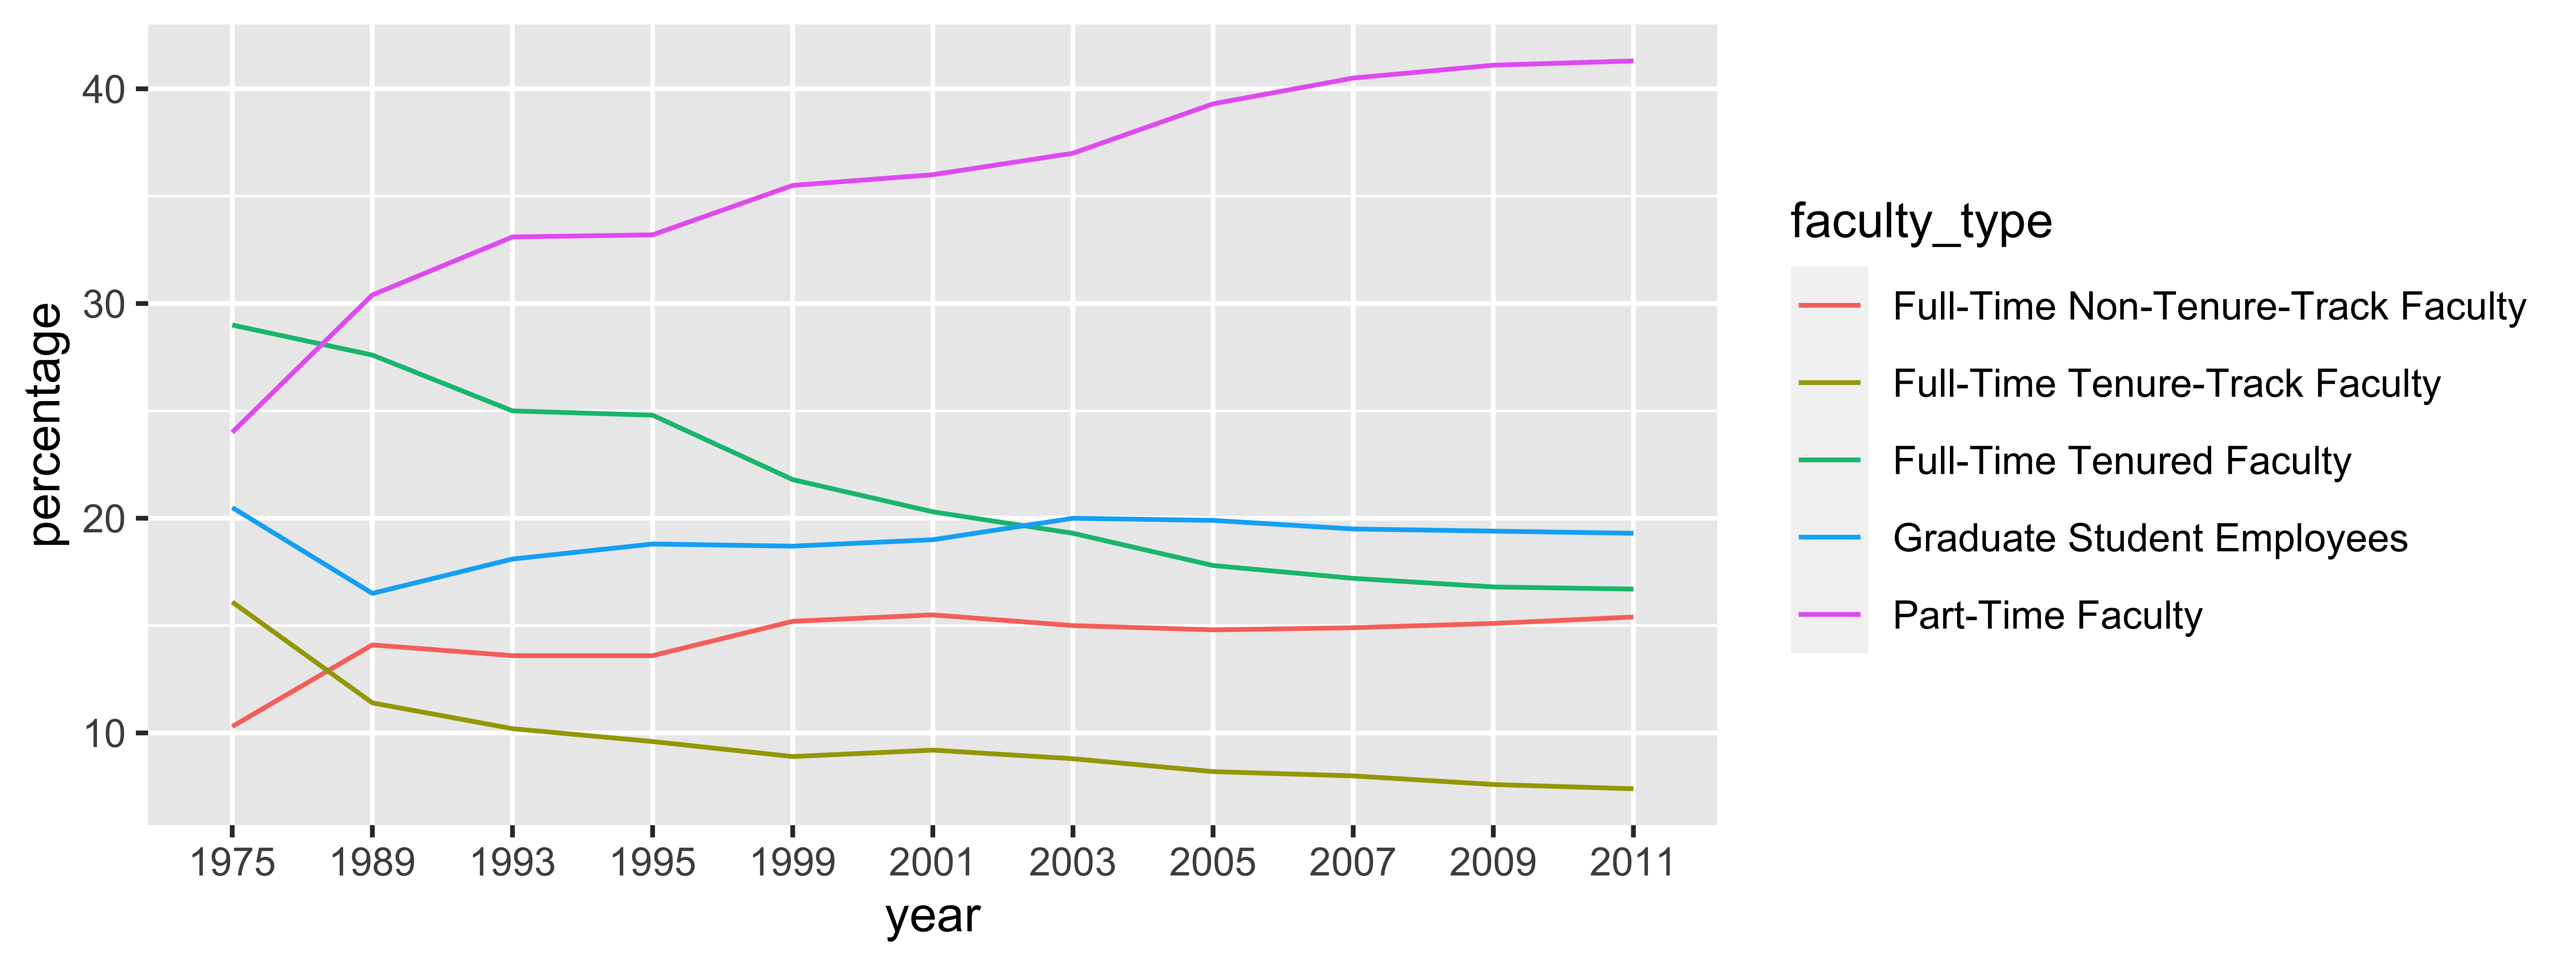 percentage
40
30
20
10
1975 1989 1993 1995 1999 2001 2003 2005 2007 2009 2011
year
faculty_type
Full-Time Non-Tenure-Track Faculty
Full-Time Tenure-Track Faculty
Full-Time Tenured Faculty
Graduate Student Employees
Part-Time Faculty